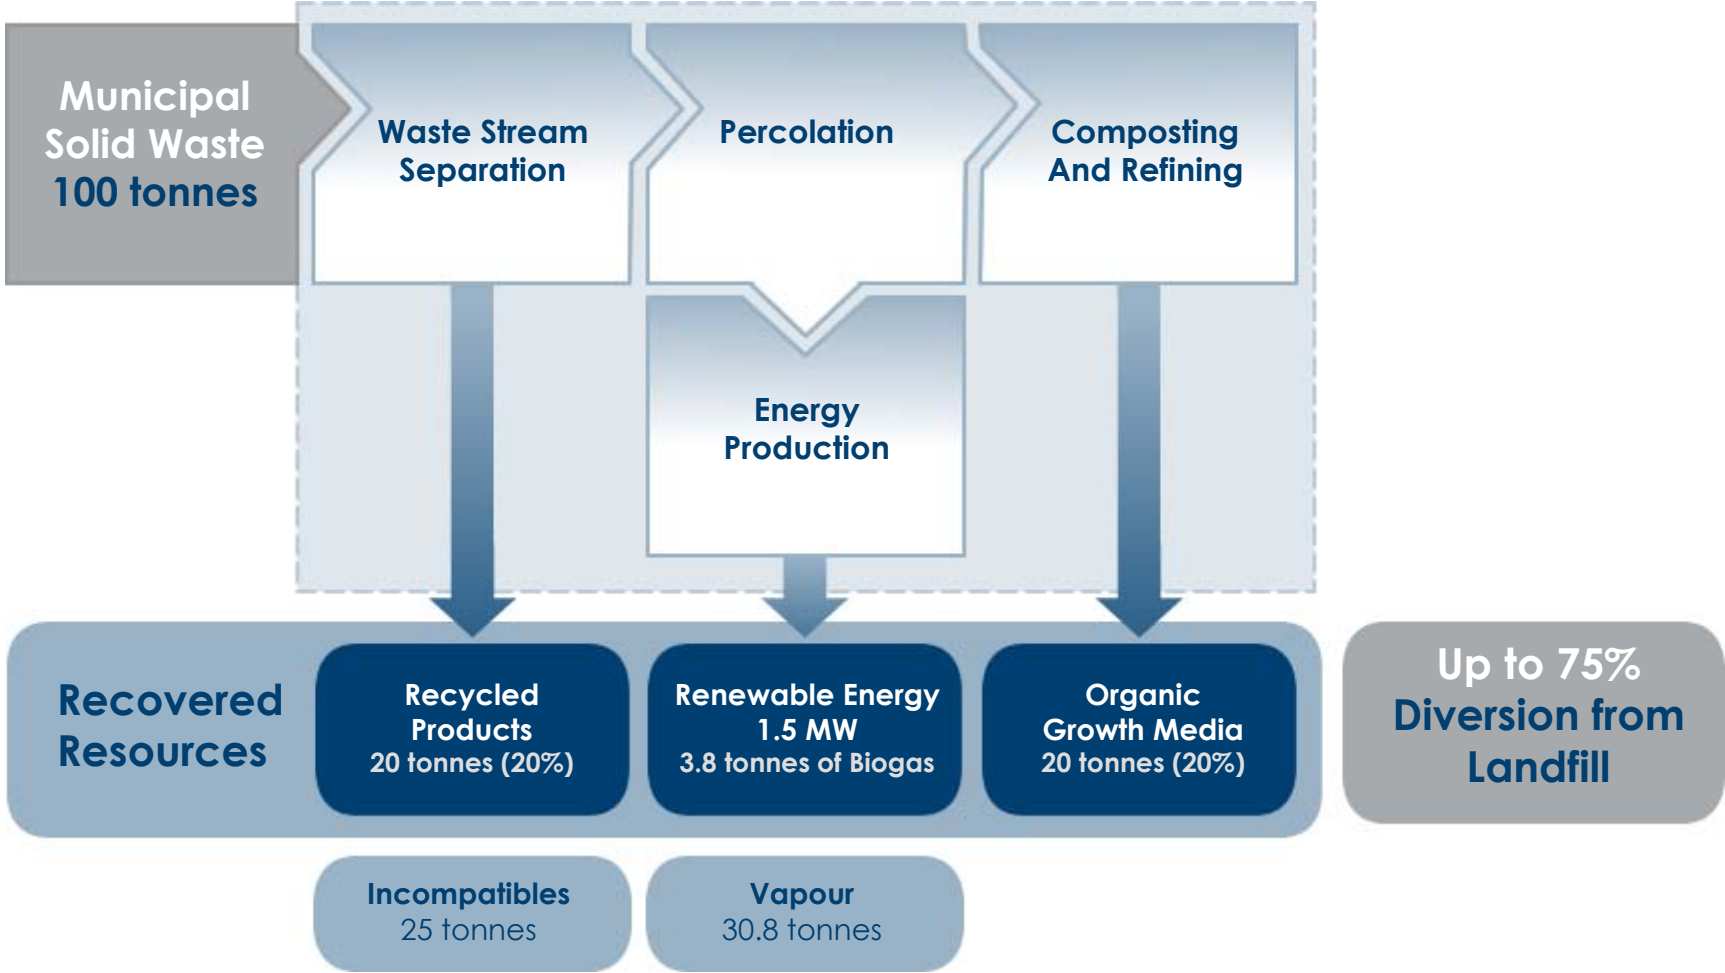 Municipal
Solid Waste
100 tonnes
Waste Stream
Separation
Percolation
Composting
And Refining
Energy
Production
Recovered
Resources
Recycled
Products
20 tonnes (20%)
Renewable Energy
1.5 MW
3.8 tonnes of Biogas
Organic
Growth Media
20 tonnes (20%)
Up to 75%
Diversion from
Landfill
Incompatibles
25 tonnes
Vapour
30.8 tonnes